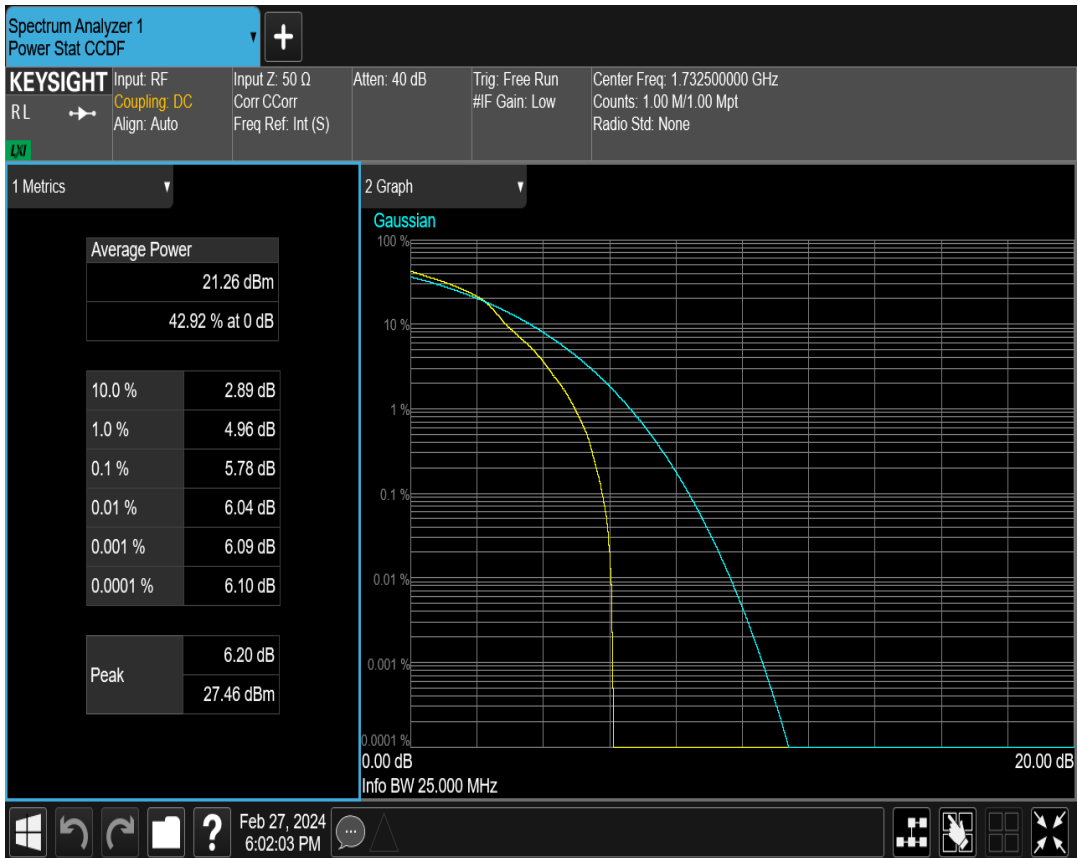 Spectrum Analyzer 1
Power Stat CCDF
KEYSIGHT
RL
LXI
Input: RF
Coupling: DC
Align: Auto
Input Z: 50 Ω
Corr CCorr
Freq Ref: Int (S)
Atten: 40 dB
Trig: Free Run
#IF Gain: Low
Center Freq: 1.732500000 GHz
Counts: 1.00 M/1.00 Mpt
Radio Std: None
1 Metrics
Average Power
21.26 dBm
42.92 % at 0 dB
10.0 % 2.89 dB
1.0 % 4.96 dB
0.1 % 5.78 dB
0.01 % 6.04 dB
0.001 % 6.09 dB
0.0001 % 6.10 dB
Peak
6.20 dB
27.46 dBm
2 Graph
Gaussian
100 %
10 %
1 %
0.1 %
0.01 %
0.001 %
0.0001 %
0.00 dB 20.00 dB
Info BW 25.000 MHz
Feb 27, 2024
6:02:03 PM